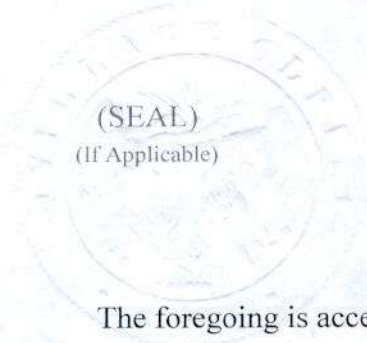 (SEAL)
(If Applicable)
The foregoing is acce